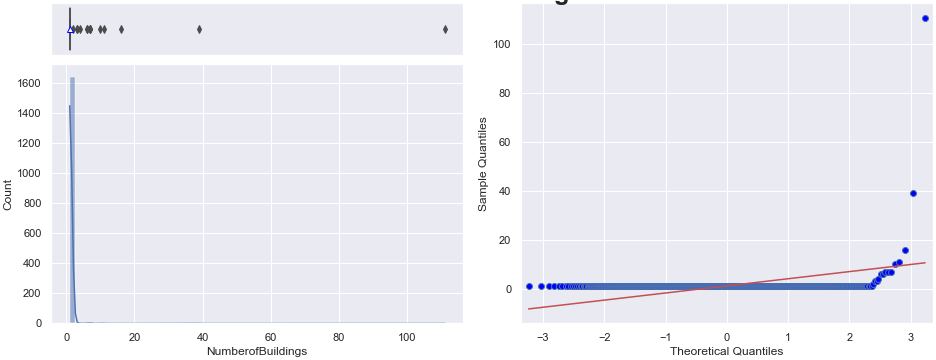 1600
1400
1200
1000
800
600
400
200
0
Count
0 20 40 60 80 100
NumberofBuildings
100
80
60
40
20
0
Sample Quantiles
−3 −2 −1 0 1 2 3
Theoretical Quantiles